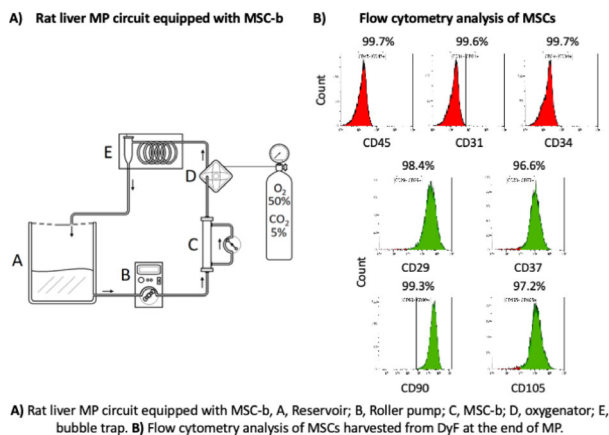 A) Rat liver MP circuit equipped with MSC-b
B) Flow cytometry analysis of MSCs
99.7%
99.6%
99.7%
Count
CD45
CD31
CD34
98.4%
96.6%
Count
CD29
CD37
99.3%
97.2%
CD90
CD105
E
D
O2
50%
CO2
5%
C
A
B
A) Rat liver MP circuit equipped with MSC-b, A, Reservoir; B, Roller pump; C, MSC-b; D, oxygenator; E,
bubble trap. B) Flow cytometry analysis of MSCs harvested from DyF at the end of MP.